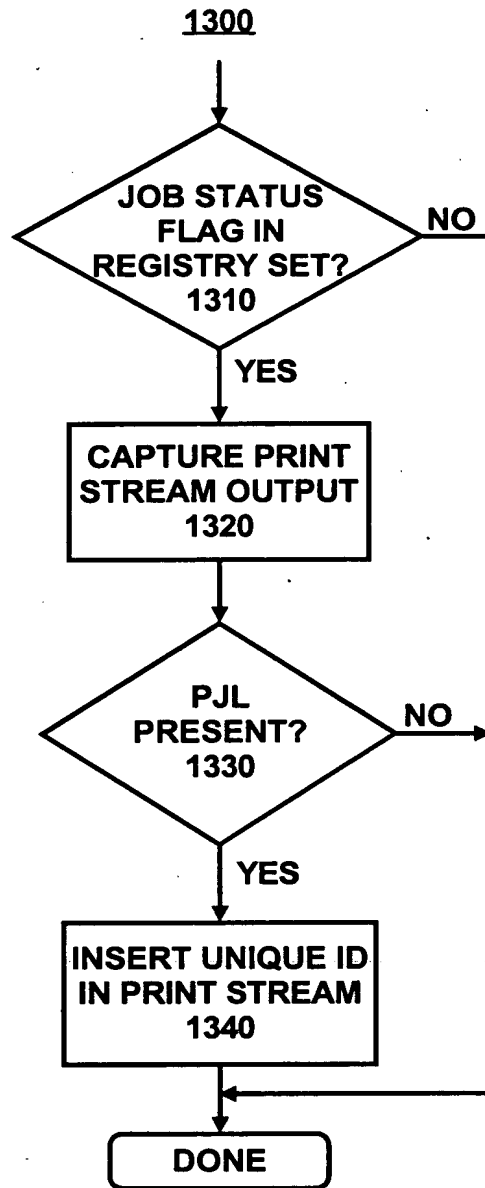 1300
JOB STATUS
FLAG IN
REGISTRY SET?
1310
NO
YES
CAPTURE PRINT
STREAM OUTPUT
1320
PJL
PRESENT?
1330
NO
YES
INSERT UNIQUE ID
IN PRINT STREAM
1340
DONE